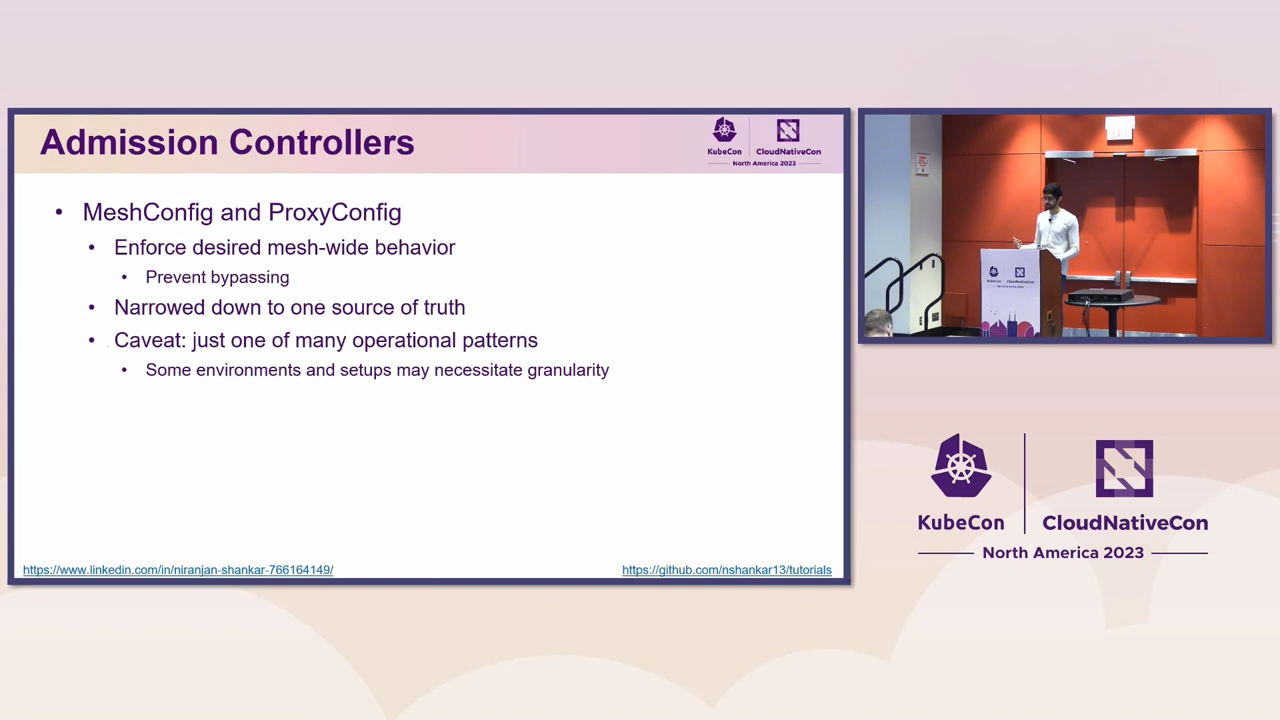 Admission Controllers
KubeCon
CloudNativeCon
North America 2023
• MeshConfig and ProxyConfig
• Enforce desired mesh-wide behavior
• Prevent bypassing
• Narrowed down to one source of truth
• Caveat: just one of many operational patterns
• Some environments and setups may necessitate granularity
https://www.linkedin.com/in/niranjan-shankar-766164149/
https://github.com/nshankar13/tutorials
KubeCon
CloudNativeCon
North America 2023